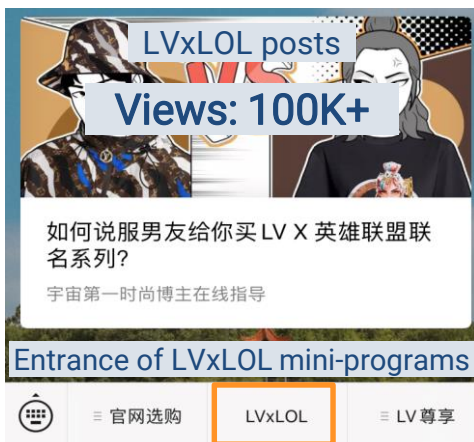 LVxLOL posts
Views: 100K+
如何说服男友给你买 LV X 英雄联盟联
名系列?
宇宙第一时尚博主在线指导
Entrance of LVxLOL mini-programs
官网选购
LVxLOL
LV 尊享